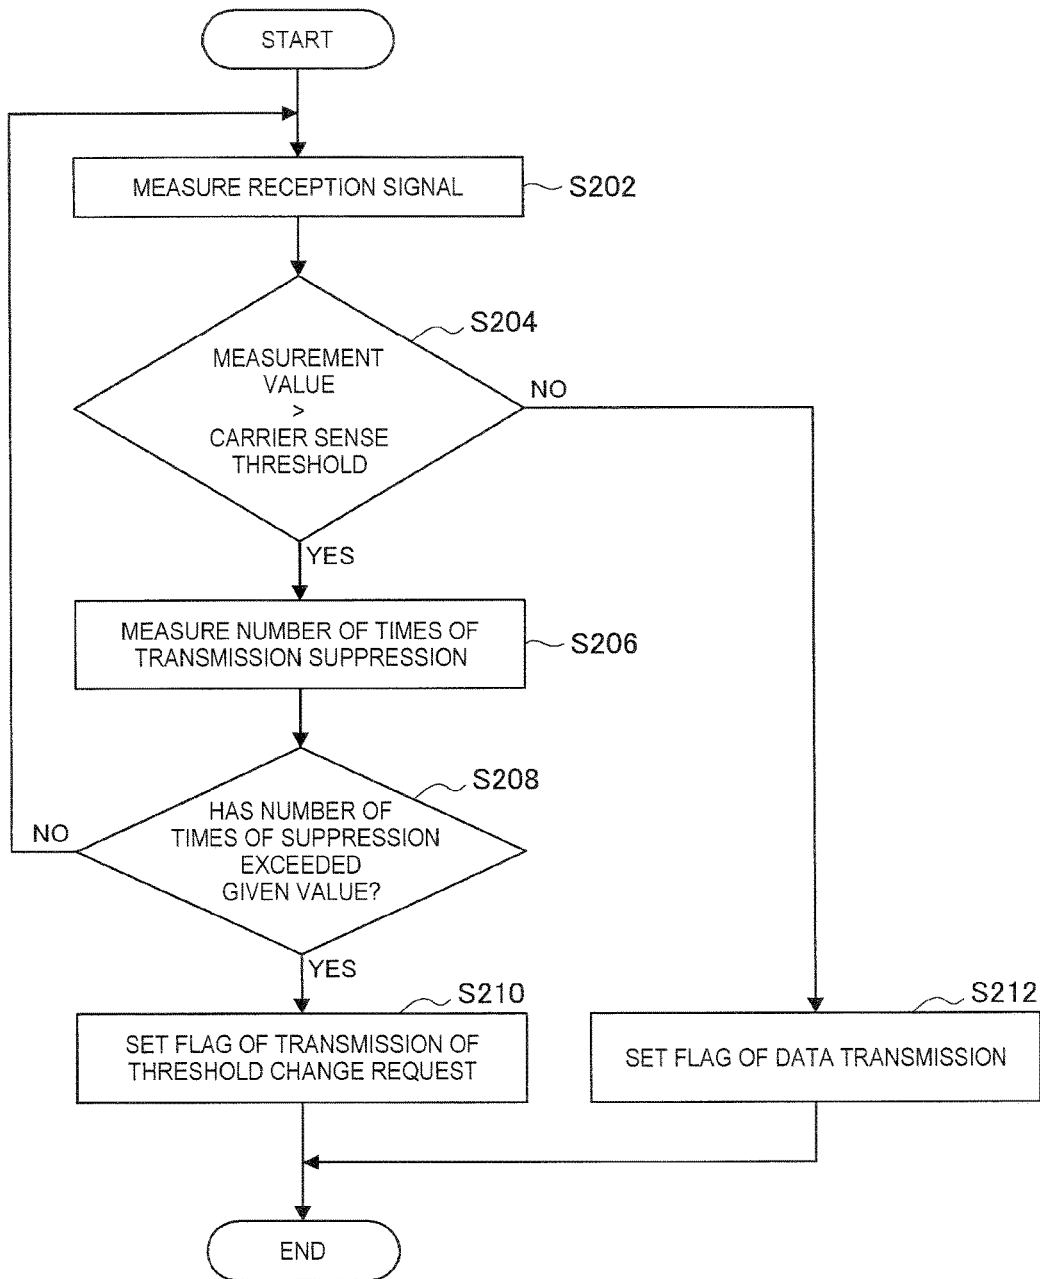 START
MEASURE RECEPTION SIGNAL
S202
S204
MEASUREMENT
VALUE
>
CARRIER SENSE
THRESHOLD
NO
YES
MEASURE NUMBER OF TIMES OF
TRANSMISSION SUPPRESSION
S206
S208
HAS NUMBER OF
TIMES OF SUPPRESSION
EXCEEDED
GIVEN VALUE?
NO
YES
S210
SET FLAG OF TRANSMISSION OF
THRESHOLD CHANGE REQUEST
S212
SET FLAG OF DATA TRANSMISSION
END